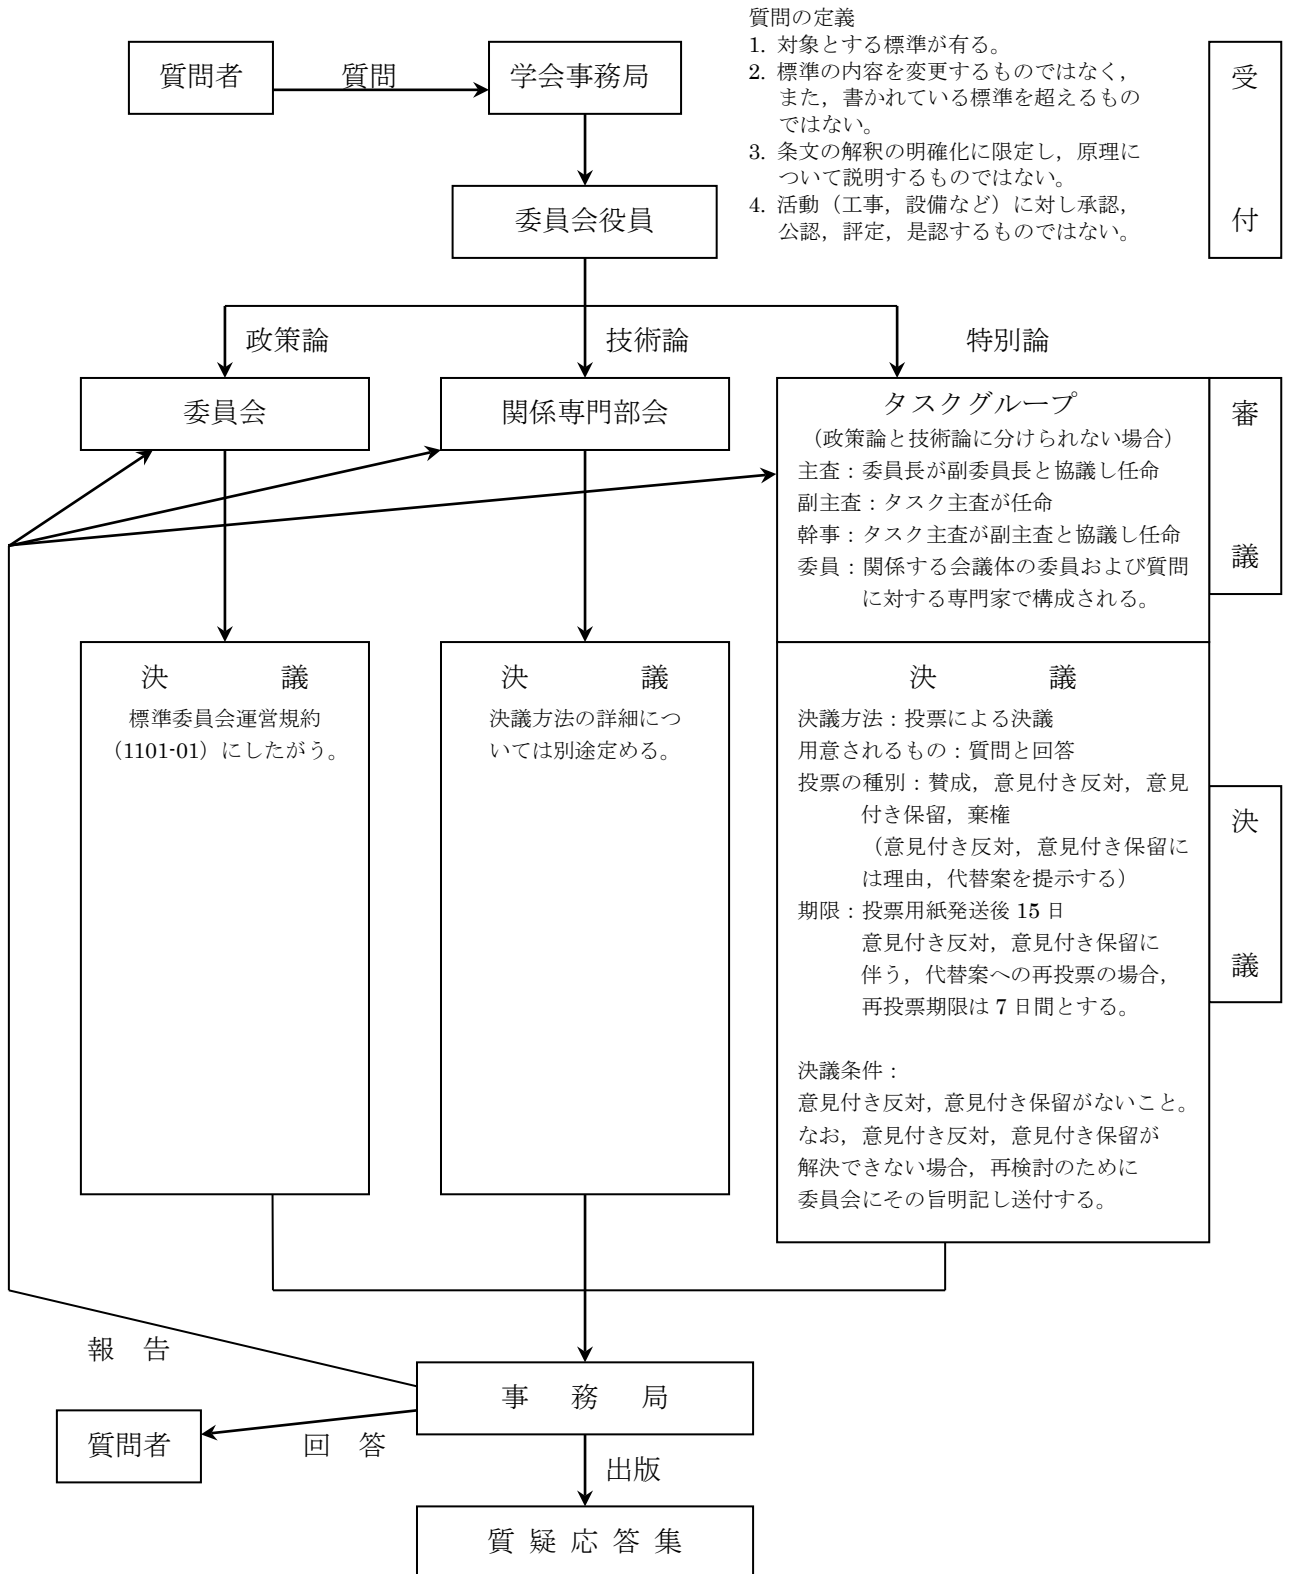 質問者
質問
学会事務局
質問の定義
1. 対象とする標準が有る。
2. 標準の内容を変更するものではなく，
また，書かれている標準を超えるもの
ではない。
3. 条文の解釈の明確化に限定し，原理に
ついて説明するものではない。
4. 活動（工事，設備など）に対し承認，
公認，評定，是認するものではない。
受
付
委員会役員
政策論
技術論
特別論
委員会
関係専門部会
タスクグループ
（政策論と技術論に分けられない場合）
主査：委員長が副委員長と協議し任命
副主査：タスク主査が任命
幹事：タスク主査が副主査と協議し任命
委員：関係する会議体の委員および質問
に対する専門家で構成される。
審
議
決　議
標準委員会運営規約
（1101-01）にしたがう。
決　議
決議方法の詳細につ
いては別途定める。
決　議
決議方法：投票による決議
用意されるもの：質問と回答
投票の種別：賛成，意見付き反対，意見
付き保留，棄権
（意見付き反対，意見付き保留に
は理由，代替案を提示する）
期限：投票用紙発送後 15 日
意見付き反対，意見付き保留に
伴う，代替案への再投票の場合，
再投票期限は 7 日間とする。
決議条件：
意見付き反対，意見付き保留がないこと。
なお，意見付き反対，意見付き保留が
解決できない場合，再検討のために
委員会にその旨明記し送付する。
決
議
報　告
事　務　局
質問者
回　答
出版
質 疑 応 答 集